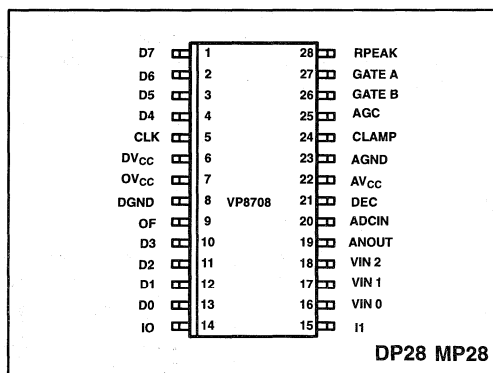 D7 1 28 RPEAK
D6 2 27 GATE A
D5 3 26 GATE B
D4 4 25 AGC
CLK 5 24 CLAMP
DVCC 6 23 AGND
OVCC 7 22 AVCC
DGND 8 VP8708 21 DEC
OF 9 20 ADCIN
D3 10 19 ANOUT
D2 11 18 VIN 2
D1 12 17 VIN 1
D0 13 16 VIN 0
IO 14 15 I1
DP28 MP28